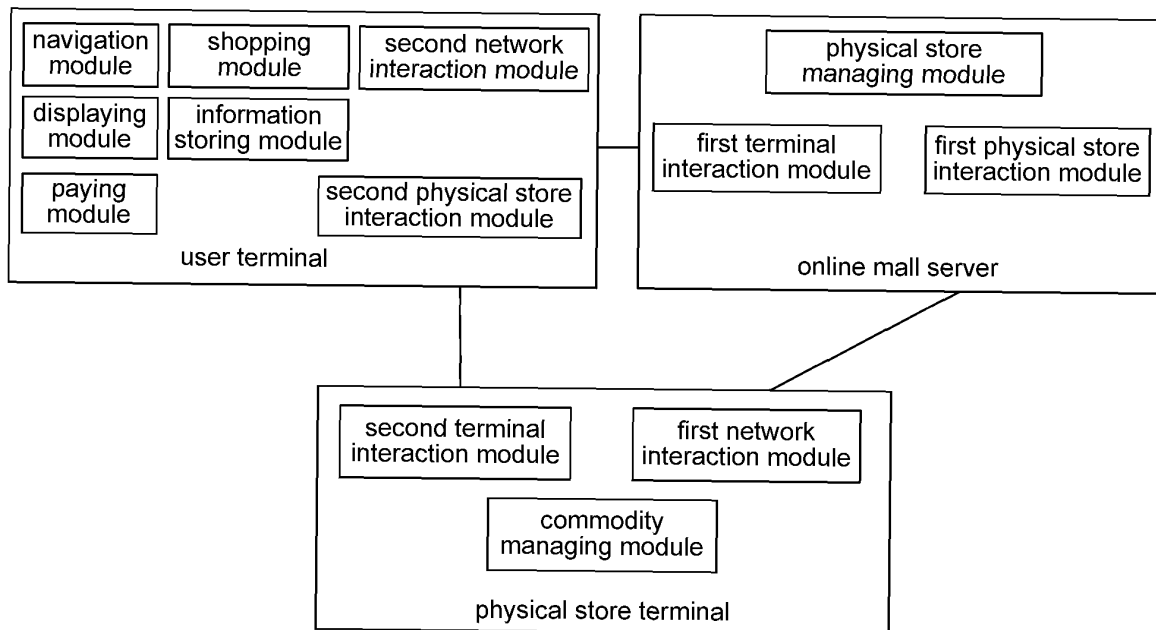 navigation
module
shopping
module
second network
interaction module
displaying
module
information
storing module
paying
module
second physical store
interaction module
user terminal
physical store
managing module
first terminal
interaction module
first physical store
interaction module
online mall server
second terminal
interaction module
first network
interaction module
commodity
managing module
physical store terminal